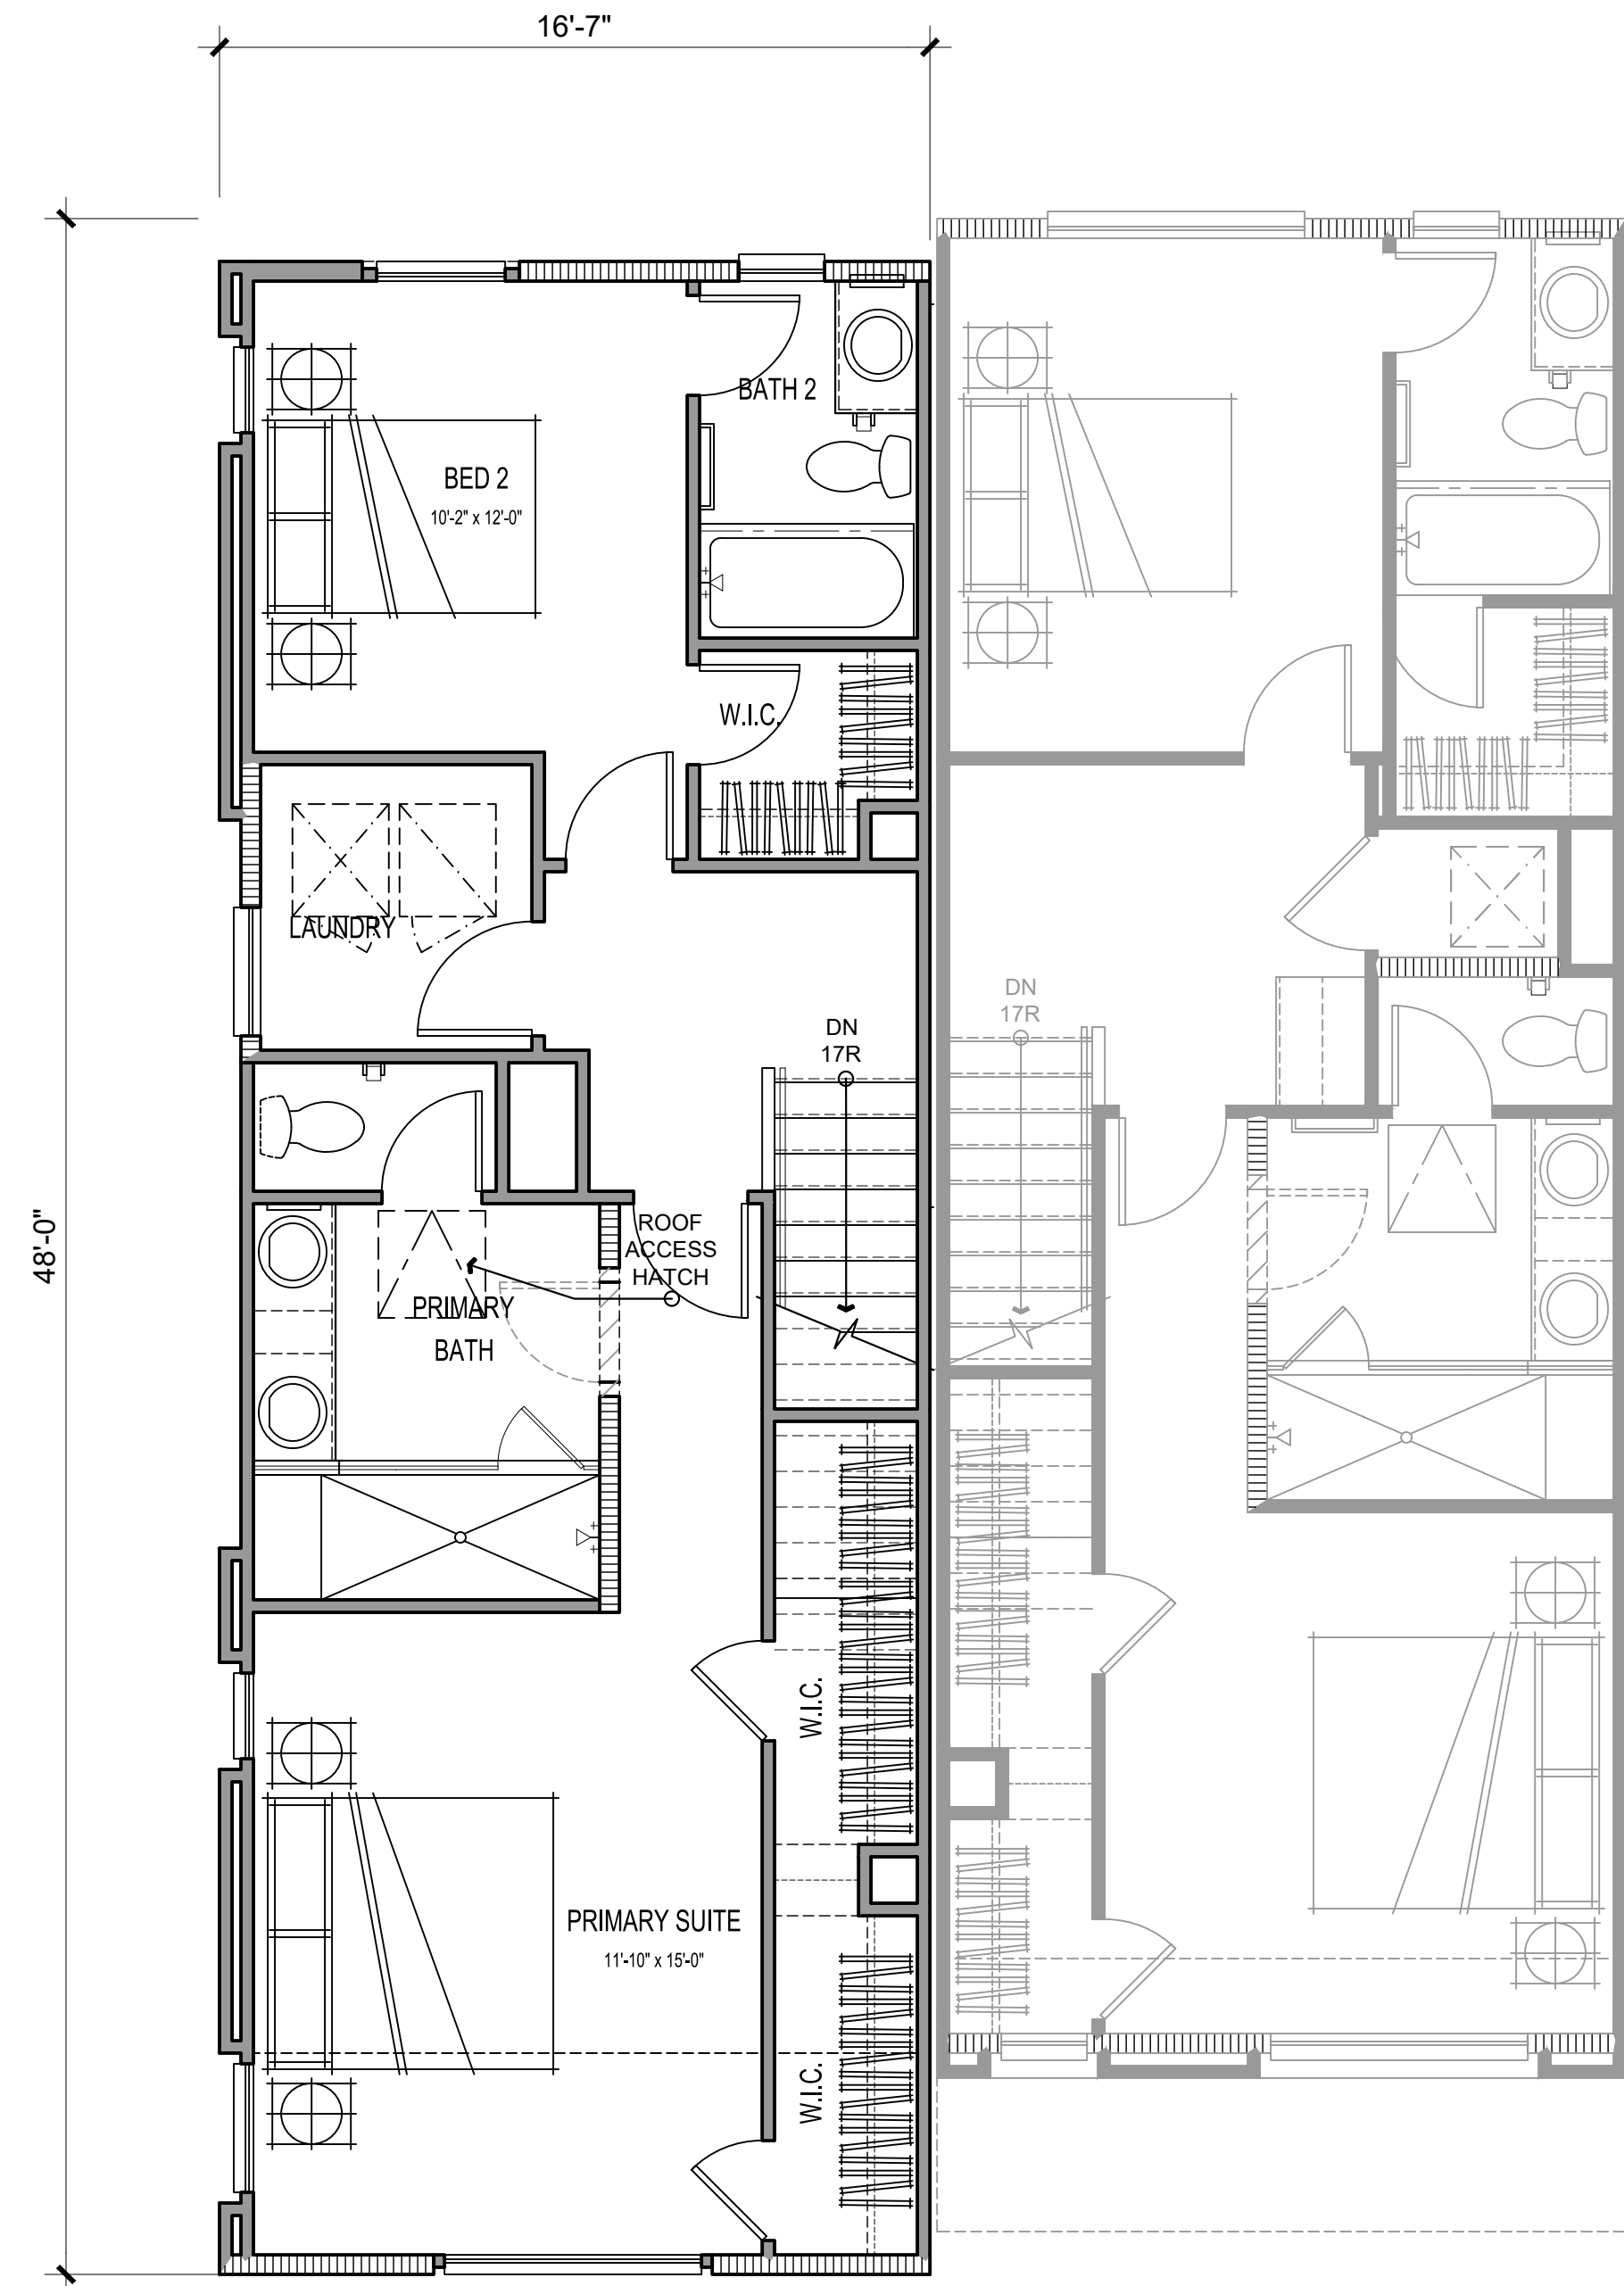 16'-7"
48'-0"
BATH 2
BED 2
10'-2" x 12'-0"
W.I.C.
LAUNDRY
DN
17R
DN
17R
ROOF
ACCESS
HATCH
PRIMARY
BATH
W.I.C.
PRIMARY SUITE
11'-10" x 15'-0"
W.I.C.